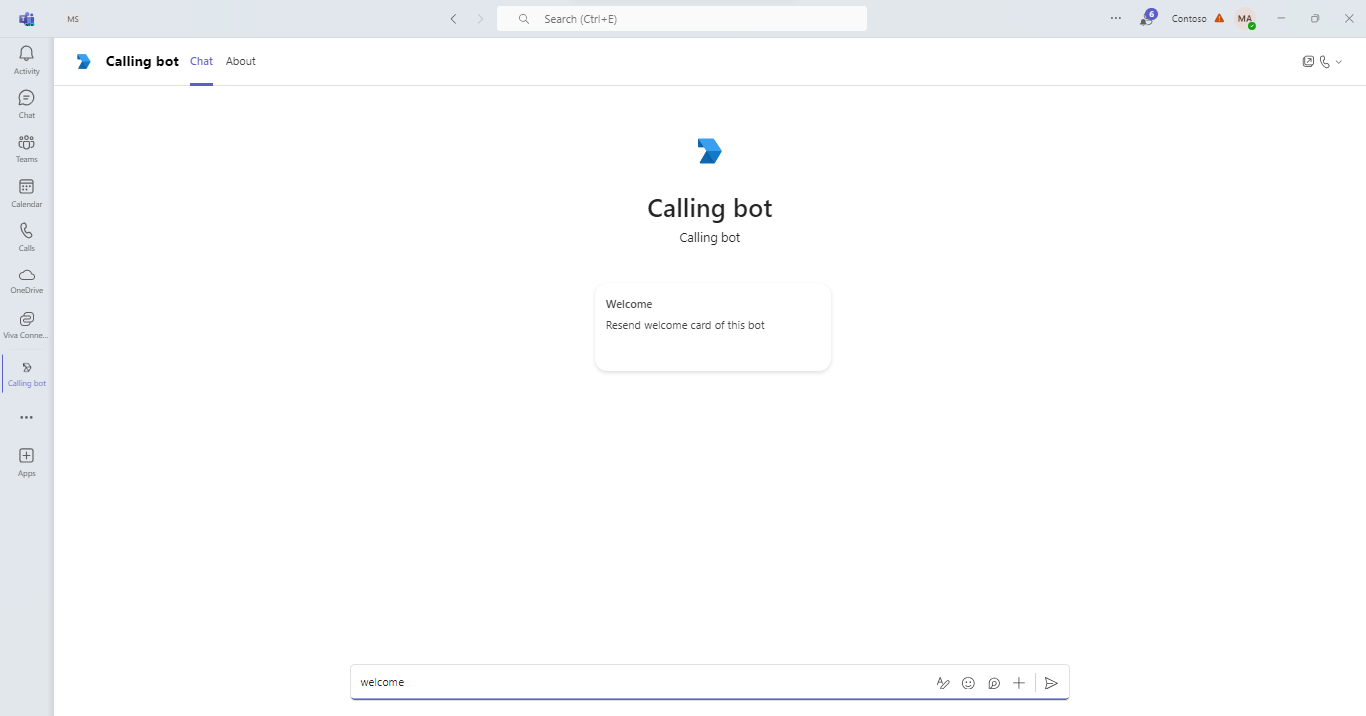 MS
Search (Ctrl+E)
6
Contoso
MA
Activity
Chat
Teams
Calendar
Calls
OneDrive
Viva Conne...
Calling bot
Apps
Calling bot Chat About
Calling bot
Calling bot
Welcome
Resend welcome card of this bot
welcome